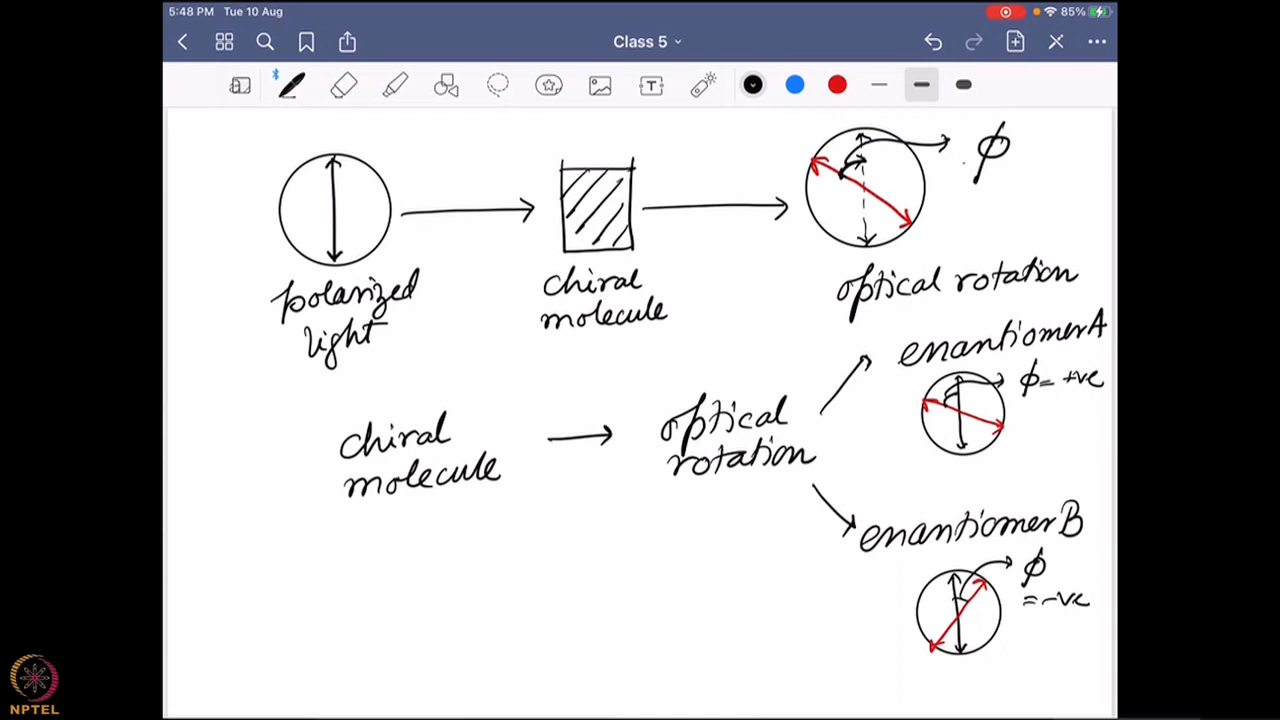 5:48 PM Tue 10 Aug
85%
Class 5
T
ϕ
polarized
light
chiral
molecule
optical rotation
enantiomer A
ϕ = +ve
chiral
molecule
optical
rotation
enantiomer B
ϕ
= -ve
NPTEL